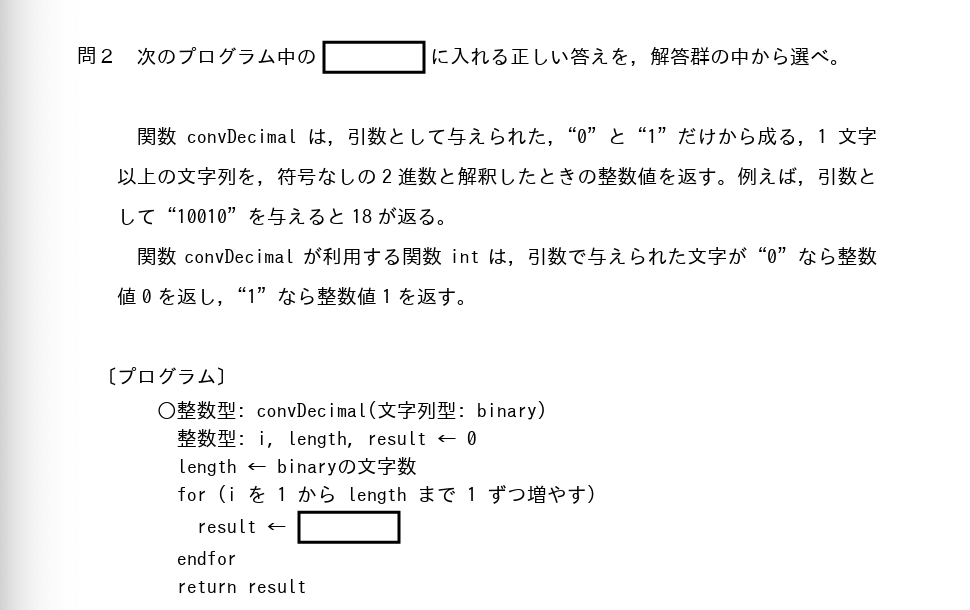 問２　次のプログラム中の　に入れる正しい答えを，解答群の中から選べ。
関数 convDecimal は，引数として与えられた，“0” と “1” だけから成る，1 文字
以上の文字列を，符号なしの 2 進数と解釈したときの整数値を返す。例えば，引数と
して “10010” を与えると 18 が返る。
関数 convDecimal が利用する関数 int は，引数で与えられた文字が “0” なら整数
値 0 を返し，“1” なら整数値 1 を返す。
〔プログラム〕
○整数型: convDecimal(文字列型: binary)
整数型: i, length, result ← 0
length ← binaryの文字数
for (i を 1 から length まで 1 ずつ増やす)
result ←
endfor
return result